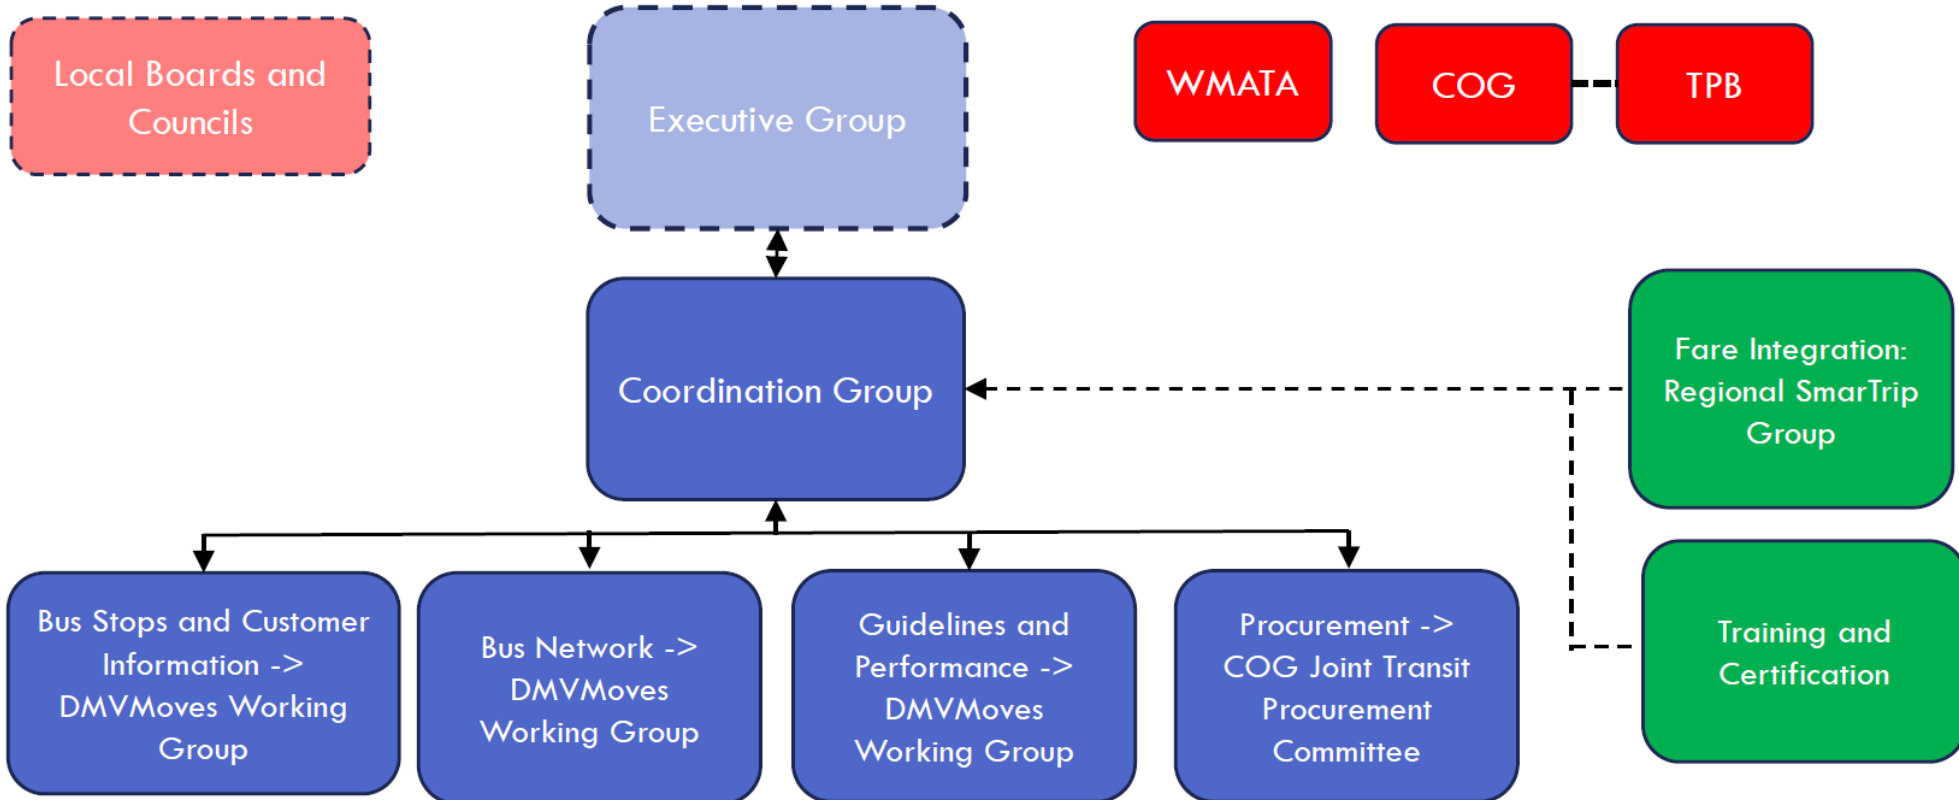 Local Boards and
Councils
Executive Group
WMATA
COG
TPB
Coordination Group
Fare Integration:
Regional SmarTrip
Group
Bus Stops and Customer
Information ->
DMVMoves Working
Group
Bus Network ->
DMVMoves
Working Group
Guidelines and
Performance ->
DMVMoves
Working Group
Procurement ->
COG Joint Transit
Procurement
Committee
Training and
Certification